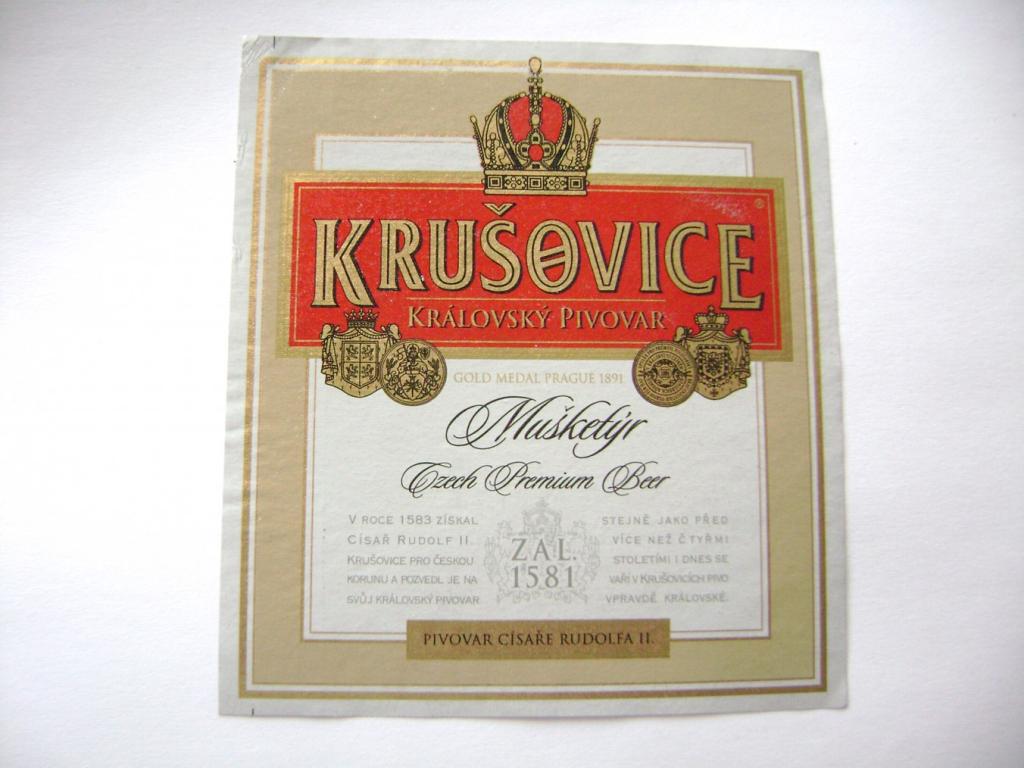 KRUŠOVICE ®
KRÁLOVSKÝ PIVOVAR
GOLD MEDAL PRAGUE 1891
Mušketýr
Czech Premium Beer
V ROCE 1583 ZÍSKAL
CÍSAŘ RUDOLF II.
KRUŠOVICE PRO ČESKOU
KORUNU A POZVEDL JE NA
SVŮJ KRÁLOVSKÝ PIVOVAR
ZAL.
1581
STEJNĚ JAKO PŘED
VÍCE NEŽ ČTYŘMI
STOLETÍMI I DNES SE
VAŘÍ V KRUŠOVICÍCH PIVO
VPRAVDĚ KRÁLOVSKÉ.
PIVOVAR CÍSAŘE RUDOLFA II.